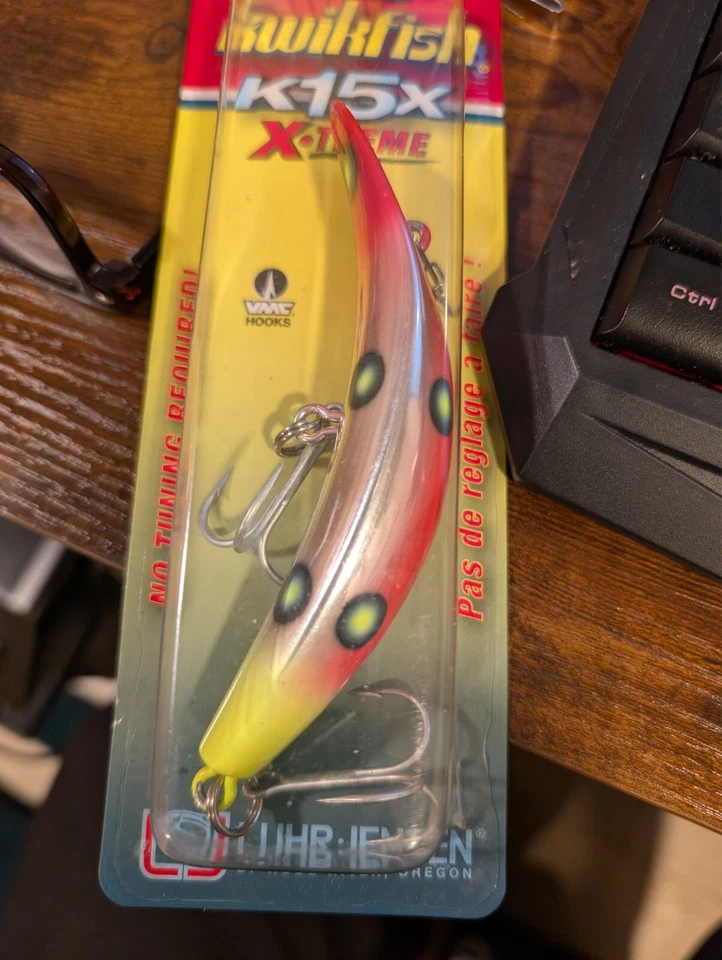 Kwikfish®
K15x
X·TREME
VMC®
HOOKS
NO TUNING REQUIRED!
Pas de reglage a faire !
Ctrl
LUHR·JENSEN®
OREGON